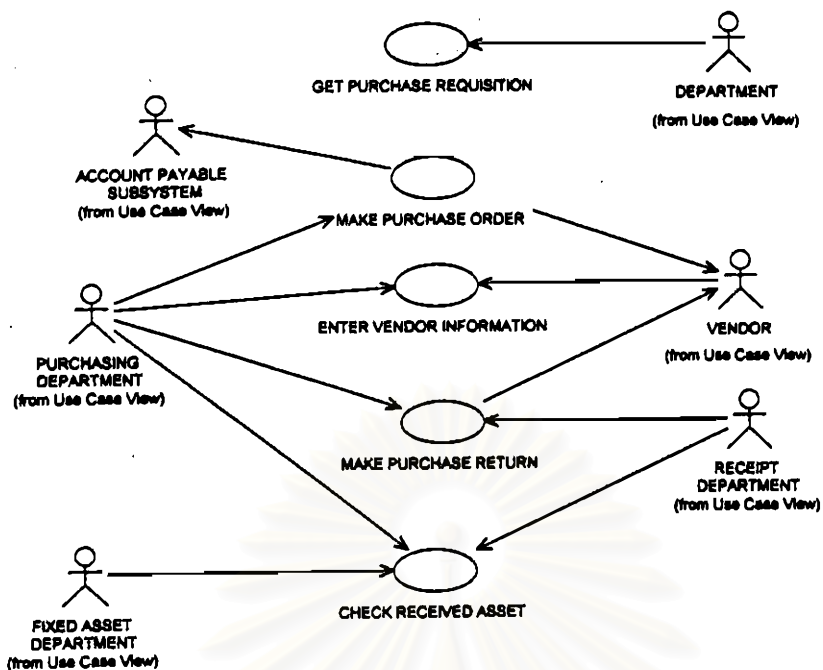 GET PURCHASE REQUISITION
DEPARTMENT
(from Use Case View)
ACCOUNT PAYABLE
SUBSYSTEM
(from Use Case View)
MAKE PURCHASE ORDER
ENTER VENDOR INFORMATION
VENDOR
(from Use Case View)
PURCHASING
DEPARTMENT
(from Use Case View)
MAKE PURCHASE RETURN
RECEIPT
DEPARTMENT
(from Use Case View)
CHECK RECEIVED ASSET
FIXED ASSET
DEPARTMENT
(from Use Case View)